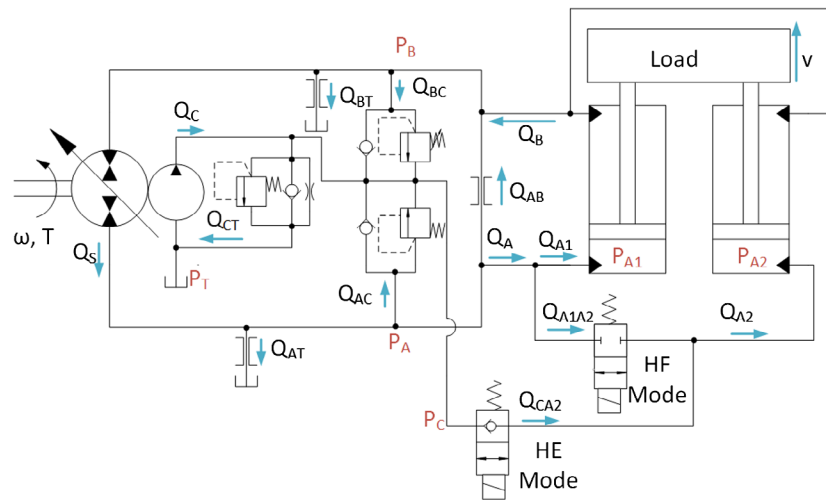 P_B
Load
v
Q_C
Q_BT
Q_BC
Q_B
Q_AB
ω, T
Q_CT
Q_A
Q_A1
P_A1
P_A2
Q_S
P_T
Q_AC
Q_A1A2
Q_A2
Q_AT
P_A
HF
Mode
Q_CA2
P_C
HE
Mode